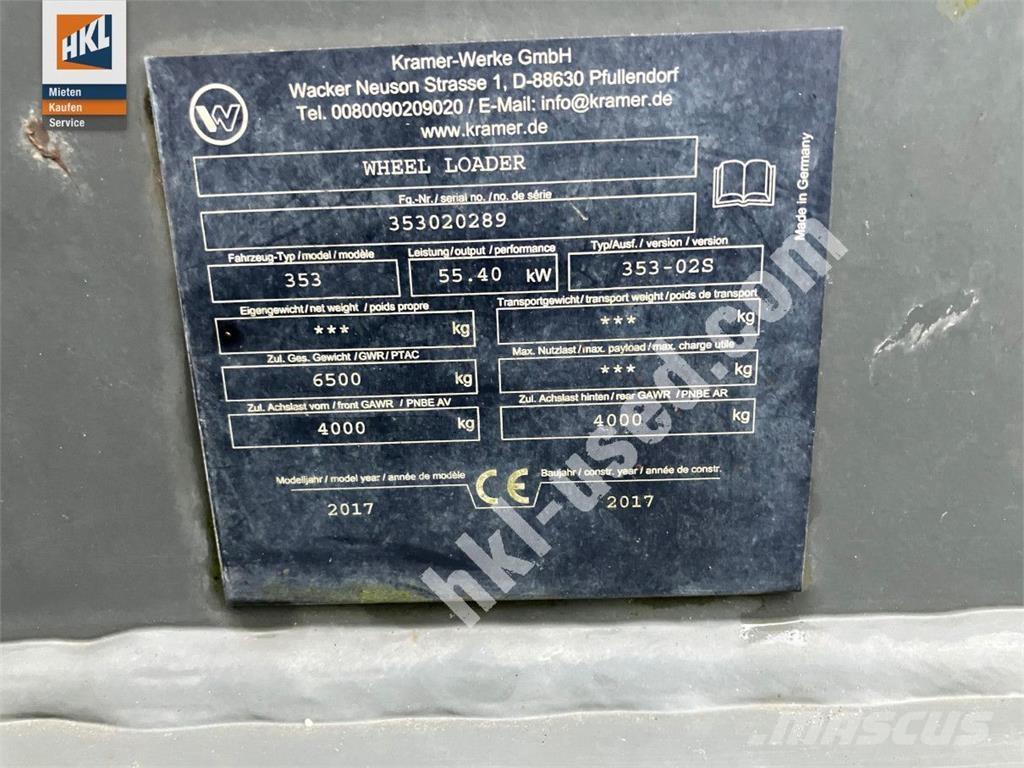 HKL
Mieten
Kaufen
Service
Kramer-Werke GmbH
Wacker Neuson Strasse 1, D-88630 Pfullendorf
Tel. 0080090209020 / E-Mail: info@kramer.de
www.kramer.de
W
WHEEL LOADER
Fg.-Nr./serial no./no. de série
353020289
Made in Germany
Fahrzeug-Typ/model/modèle
353
Leistung/output/performance
55.40 kW
Typ/Ausf./version/version
353-02S
Eigengewicht/net weight/poids propre
*** kg
Transportgewicht/transport weight/poids de transport
*** kg
Zul. Ges. Gewicht/GWR/PTAC
6500 kg
Max. Nutzlast/max. payload/max. charge utile
*** kg
Zul. Achslast vorn/front GAWR/PNBE AV
4000 kg
Zul. Achslast hinten/rear GAWR/PNBE AR
4000 kg
Modelljahr/model year/année de modèle
2017
CE
Baujahr/constr. year/année de constr.
2017
hkl-used.com
MASCUS